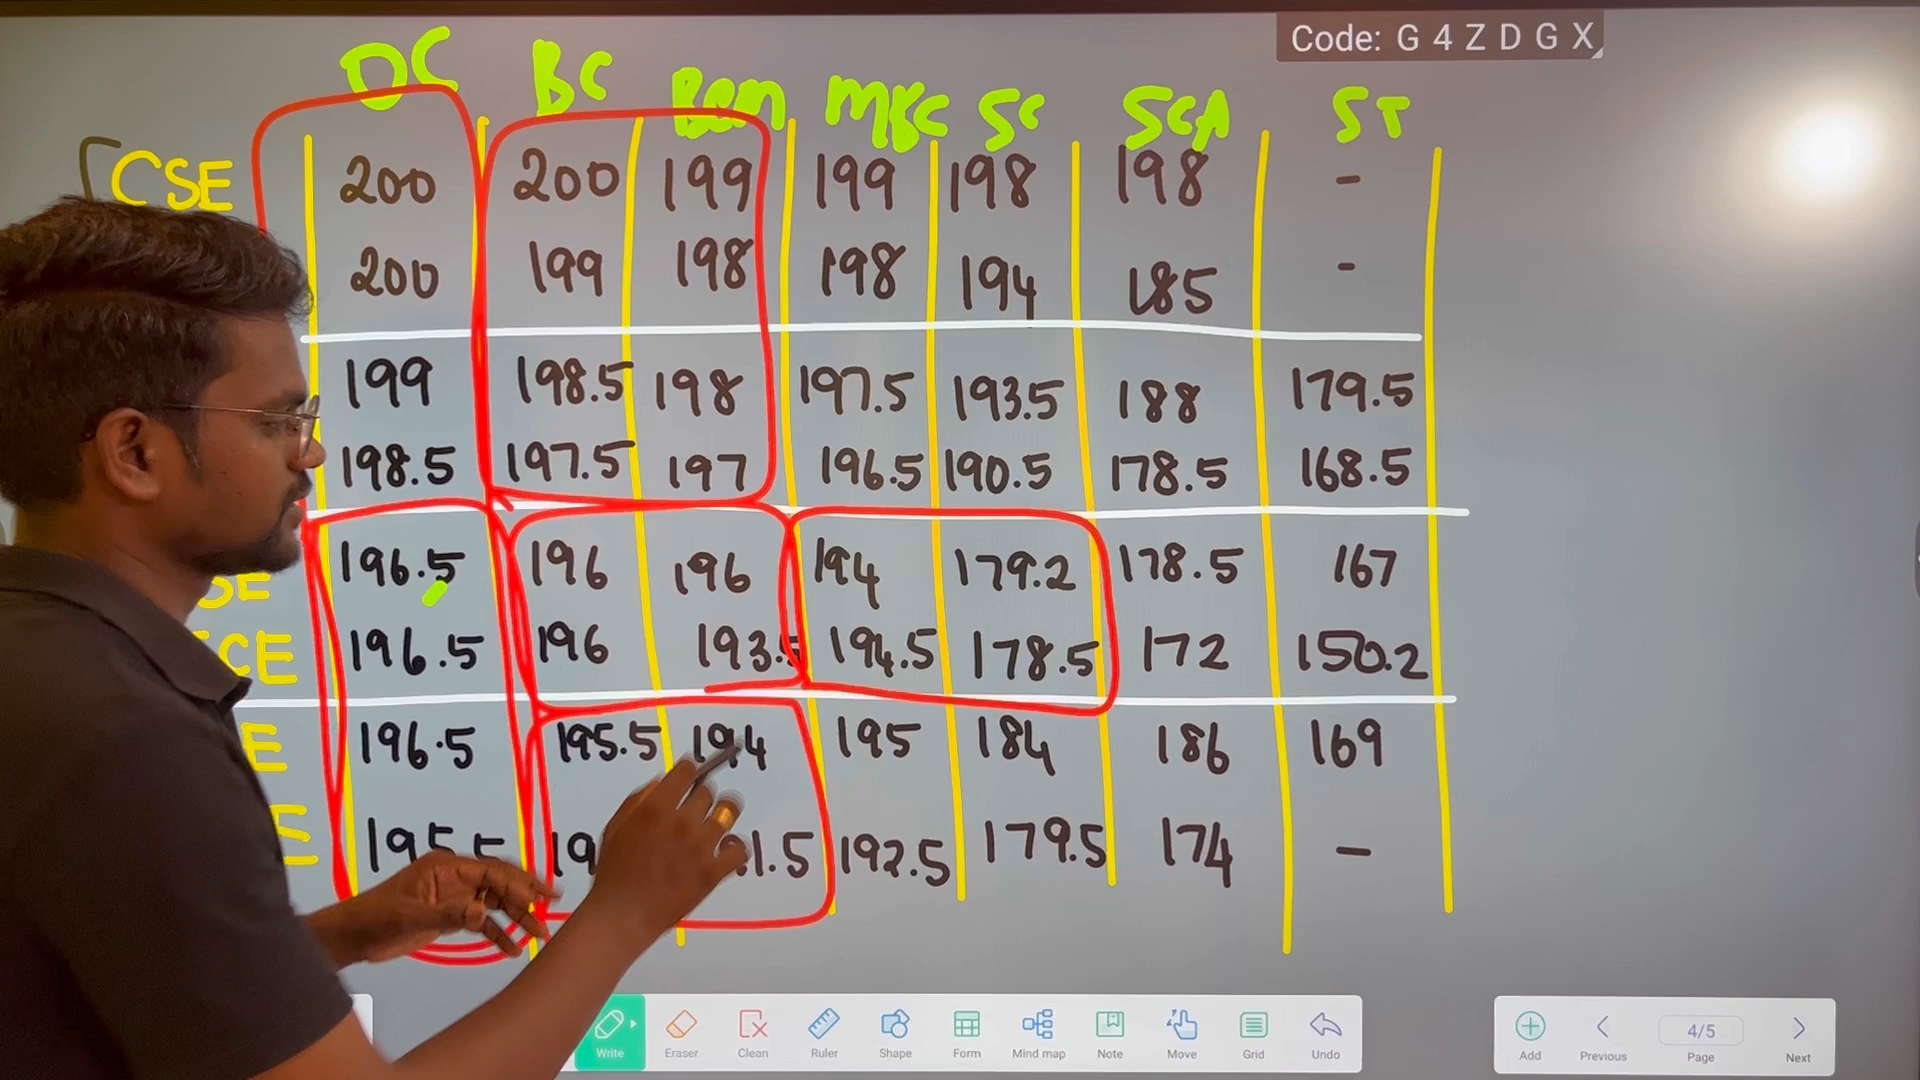 Code: G 4 Z D G X
OC BC BCM MBC SC SCA ST
CSE 200 200 199 199 198 198 -
200 199 198 198 194 185 -
199 198.5 198 197.5 193.5 188 179.5
198.5 197.5 197 196.5 190.5 178.5 168.5
SE 196.5 196 196 194 179.2 178.5 167
CE 196.5 196 193.5 194.5 178.5 172 150.2
E 196.5 195.5 194 195 184 186 169
195.5 19 1.5 192.5 179.5 174 -
Write Eraser Clean Ruler Shape Form Mind map Note Move Grid Undo
Add Previous 4/5 Page Next